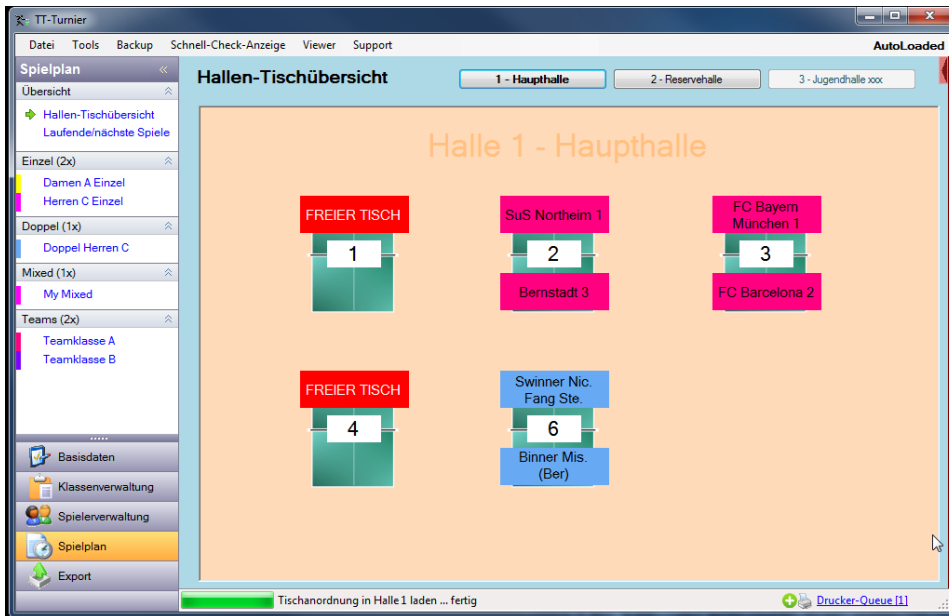 TT-Turnier
Datei Tools Backup Schnell-Check-Anzeige Viewer Support AutoLoaded
Spielplan
Übersicht
Hallen-Tischübersicht
Laufende/nächste Spiele
Einzel (2x)
Damen A Einzel
Herren C Einzel
Doppel (1x)
Doppel Herren C
Mixed (1x)
My Mixed
Teams (2x)
Teamklasse A
Teamklasse B
Basisdaten
Klassenverwaltung
Spielerverwaltung
Spielplan
Export
Hallen-Tischübersicht
1 - Haupthalle 2 - Reservehalle 3 - Jugendhalle xxx
Halle 1 - Haupthalle
FREIER TISCH
1
SuS Northeim 1
2
Bernstadt 3
FC Bayern
München 1
3
FC Barcelona 2
FREIER TISCH
4
Swinner Nic.
Fang Ste.
6
Binner Mis.
(Ber)
Tischanordnung in Halle 1 laden ... fertig
Drucker-Queue [1]